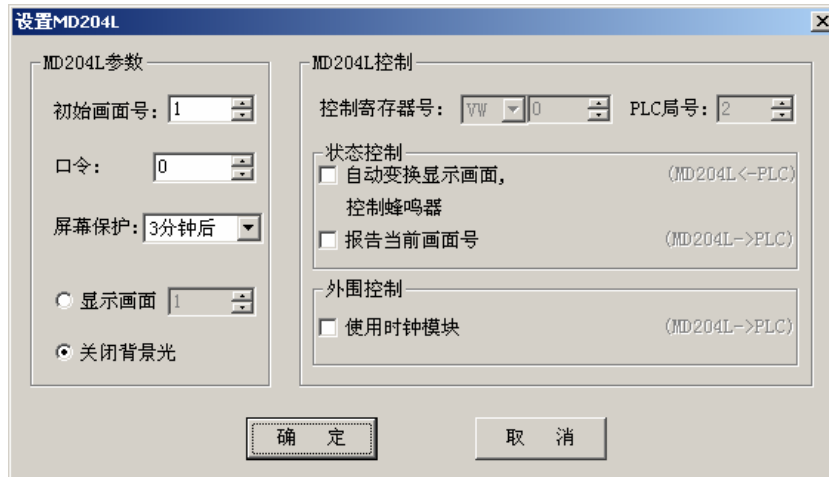 设置MD204L
MD204L参数
初始画面号： 1
口令： 0
屏幕保护： 3分钟后
显示画面 1
关闭背景光
MD204L控制
控制寄存器号： VW 0 PLC局号： 2
状态控制
自动变换显示画面， (MD204L<-PLC)
控制蜂鸣器
报告当前画面号 (MD204L->PLC)
外围控制
使用时钟模块 (MD204L->PLC)
确 定 取 消